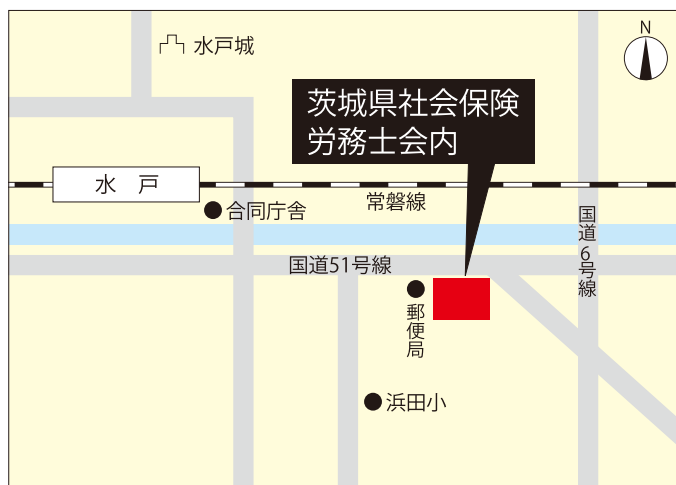 N
水戸城
茨城県社会保険
労務士会内
水 戸
常磐線
合同庁舎
国道6号線
国道51号線
郵便局
浜田小